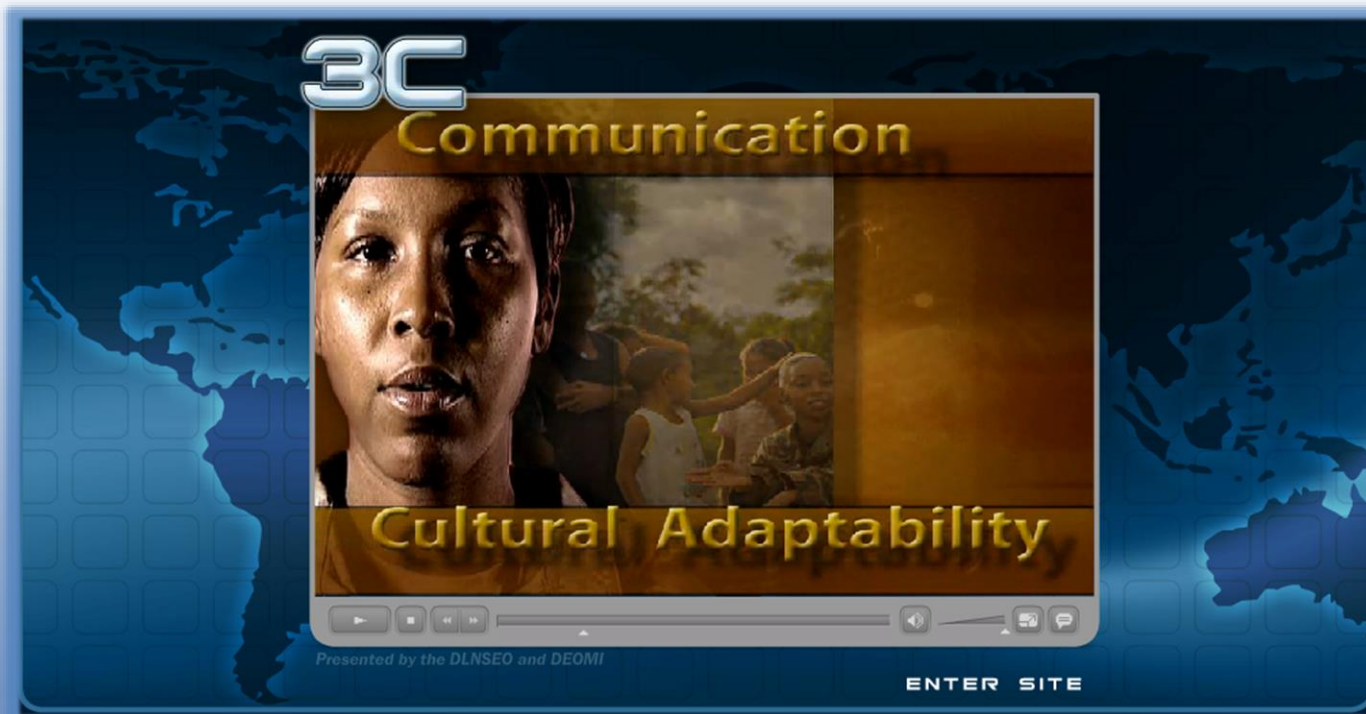 3C
Communication
Cultural Adaptability
Presented by the DLNSEO and DEOMI
ENTER SITE